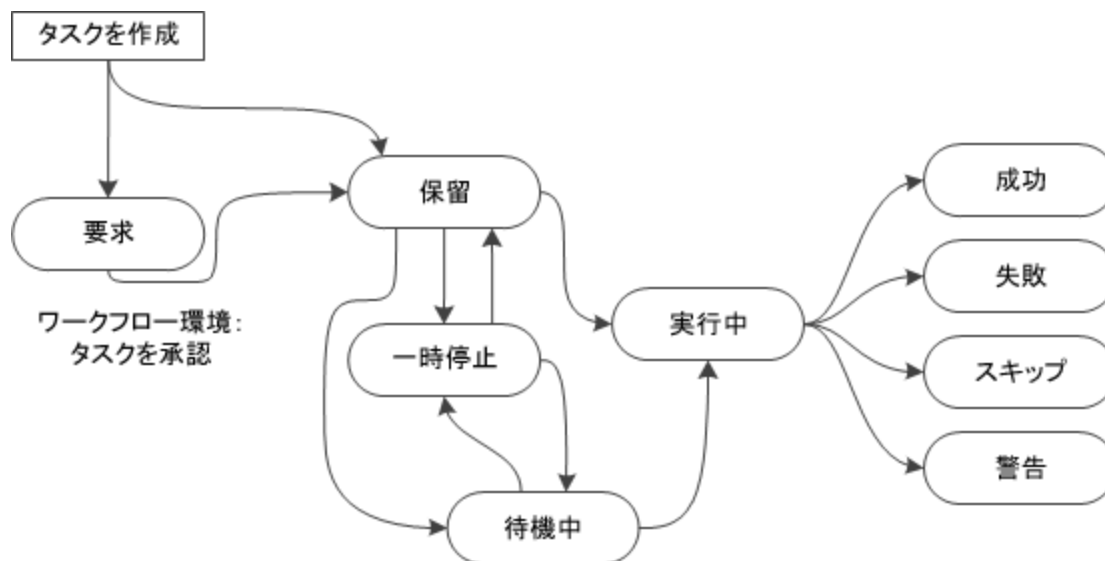 タスクを作成
保留
要求
ワークフロー環境:
タスクを承認
一時停止
待機中
実行中
成功
失敗
スキップ
警告